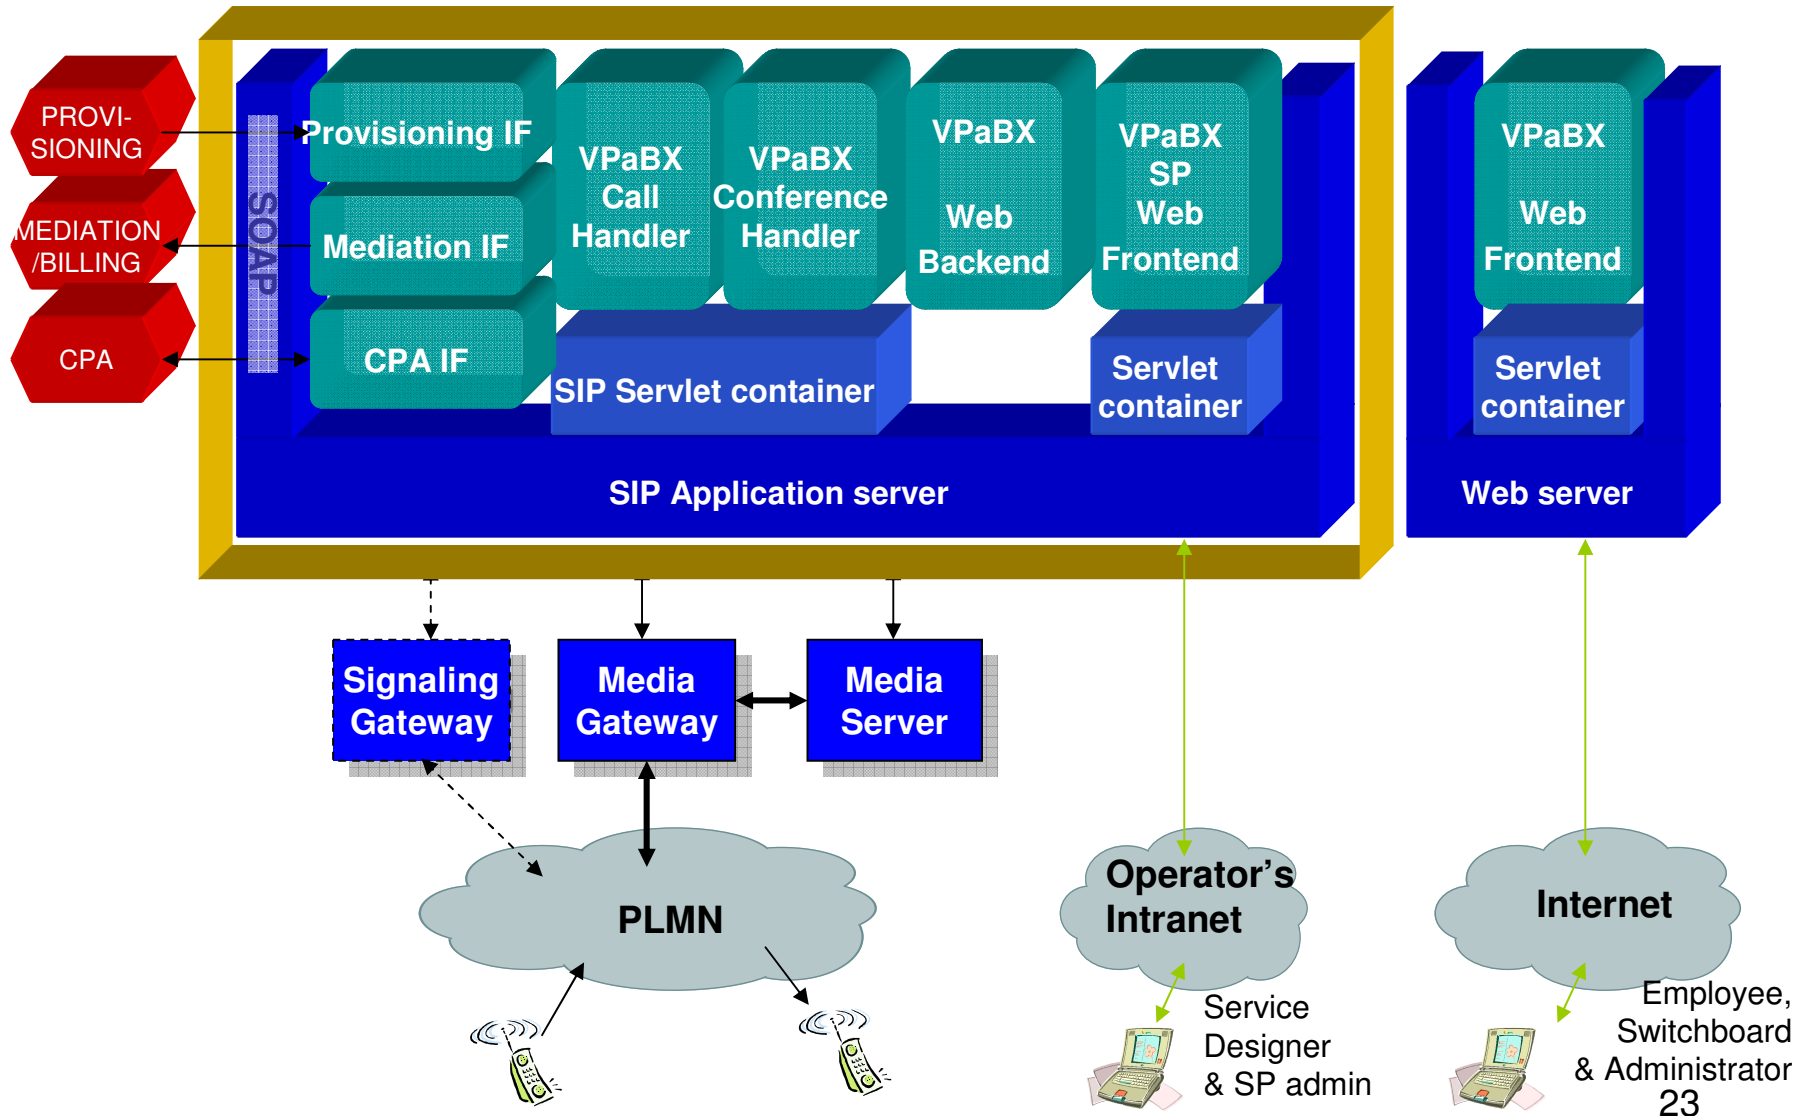 PROVI-
SIONING
MEDIATION
/BILLING
CPA
SOAP
Provisioning IF
Mediation IF
CPA IF
VPaBX
Call
Handler
VPaBX
Conference
Handler
VPaBX
Web
Backend
VPaBX
SP
Web
Frontend
VPaBX
Web
Frontend
SIP Servlet container
Servlet
container
Servlet
container
SIP Application server
Web server
Signaling
Gateway
Media
Gateway
Media
Server
PLMN
Operator's
Intranet
Internet
Service
Designer
& SP admin
Employee,
Switchboard
& Administrator
23